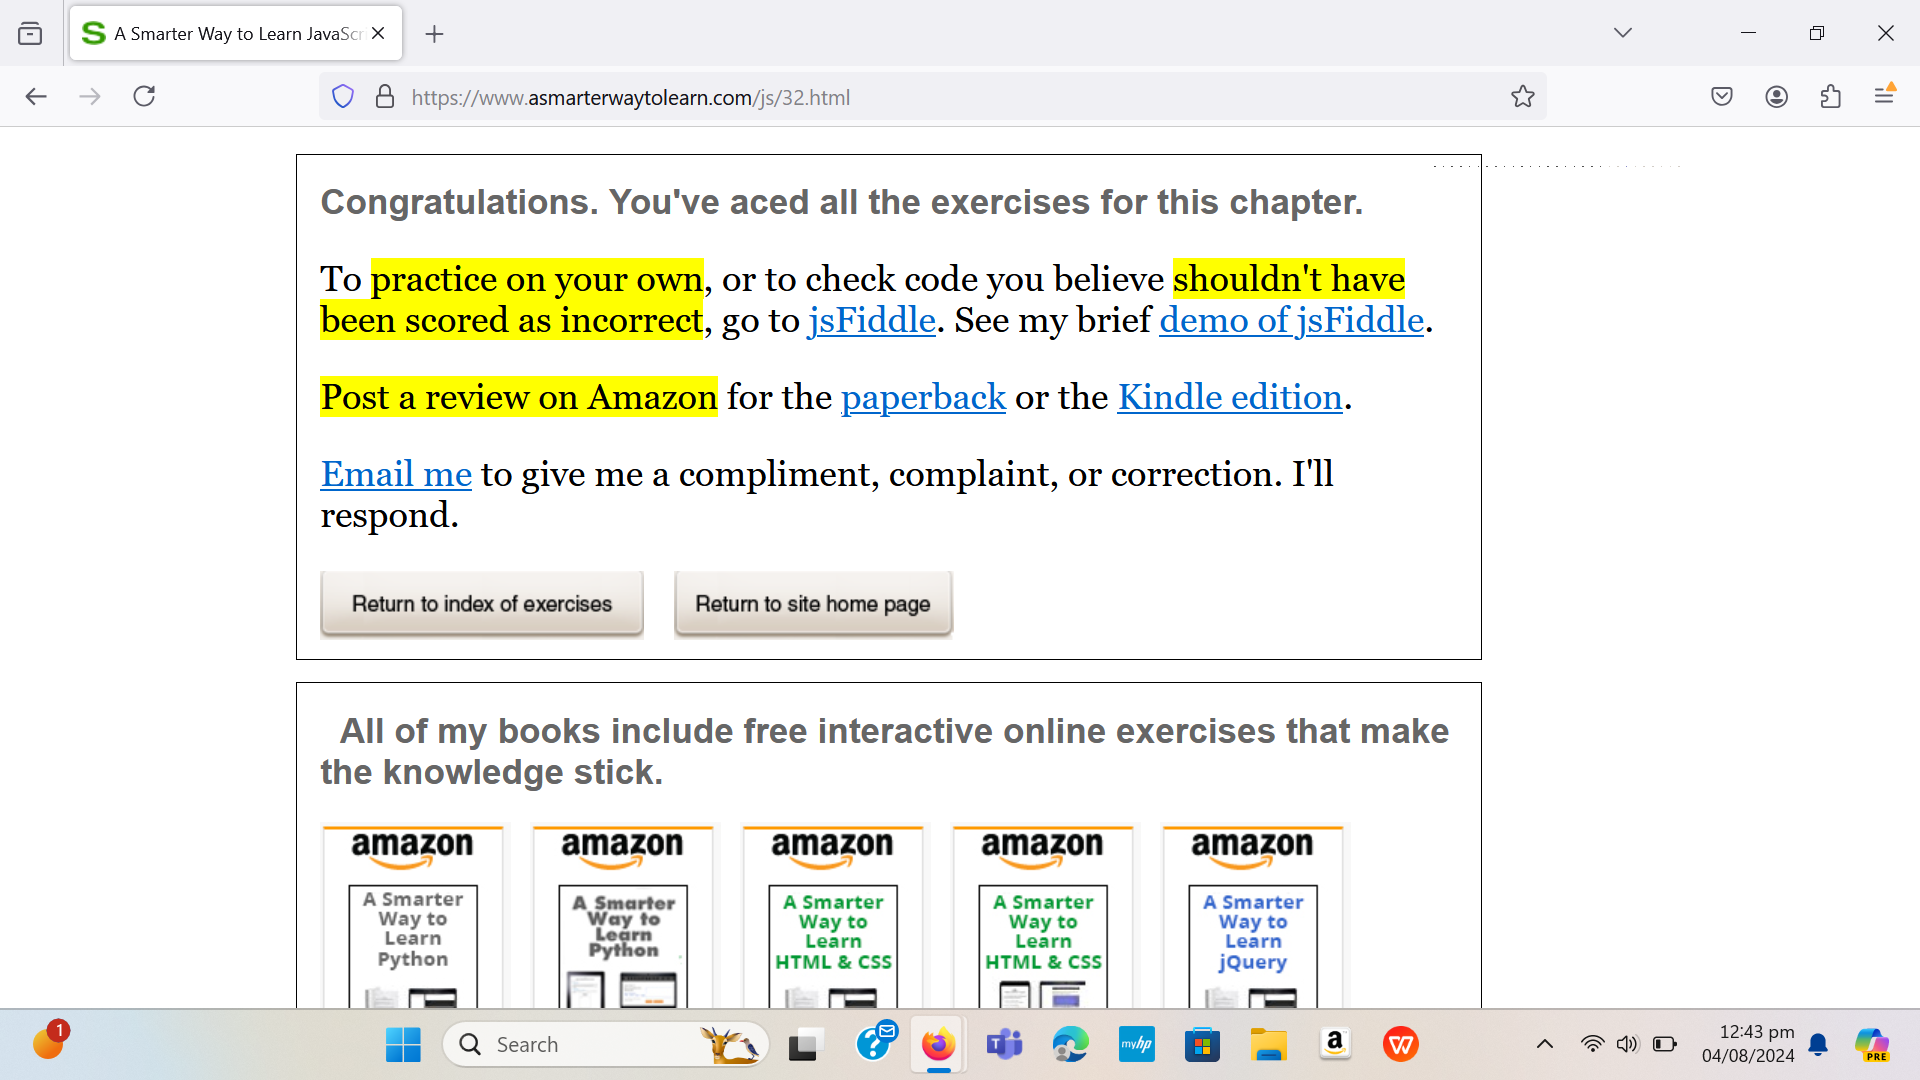 A Smarter Way to Learn JavaScr
https://www.asmarterwaytolearn.com/js/32.html
Congratulations. You've aced all the exercises for this chapter.
To practice on your own, or to check code you believe shouldn't have
been scored as incorrect, go to jsFiddle. See my brief demo of jsFiddle.
Post a review on Amazon for the paperback or the Kindle edition.
Email me to give me a compliment, complaint, or correction. I'll
respond.
Return to index of exercises
Return to site home page
All of my books include free interactive online exercises that make
the knowledge stick.
amazon
A Smarter
Way to
Learn
Python
amazon
A Smarter
Way to
Learn
Python
amazon
A Smarter
Way to
Learn
HTML & CSS
amazon
A Smarter
Way to
Learn
HTML & CSS
amazon
A Smarter
Way to
Learn
jQuery
1
Search
myhp
12:43 pm
04/08/2024
PRE